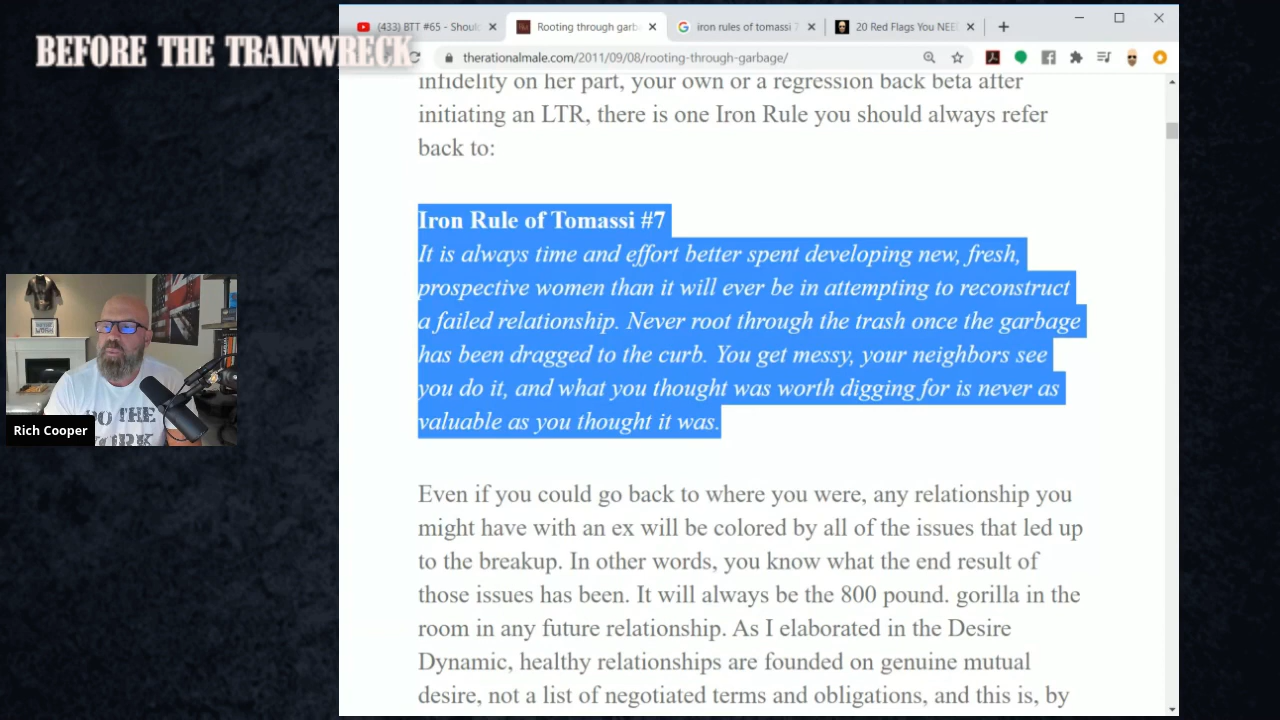 BEFORE THE TRAINWRECK
(433) BTT #65 - Shoul
Rooting through garb
iron rules of tomassi 7
20 Red Flags You NEE
therationalmale.com/2011/09/08/rooting-through-garbage/
infidelity on her part, your own or a regression back beta after
initiating an LTR, there is one Iron Rule you should always refer
back to:
Iron Rule of Tomassi #7
It is always time and effort better spent developing new, fresh,
prospective women than it will ever be in attempting to reconstruct
a failed relationship. Never root through the trash once the garbage
has been dragged to the curb. You get messy, your neighbors see
you do it, and what you thought was worth digging for is never as
valuable as you thought it was.
DO THE
WORK
Rich Cooper
Even if you could go back to where you were, any relationship you
might have with an ex will be colored by all of the issues that led up
to the breakup. In other words, you know what the end result of
those issues has been. It will always be the 800 pound. gorilla in the
room in any future relationship. As I elaborated in the Desire
Dynamic, healthy relationships are founded on genuine mutual
desire, not a list of negotiated terms and obligations, and this is, by